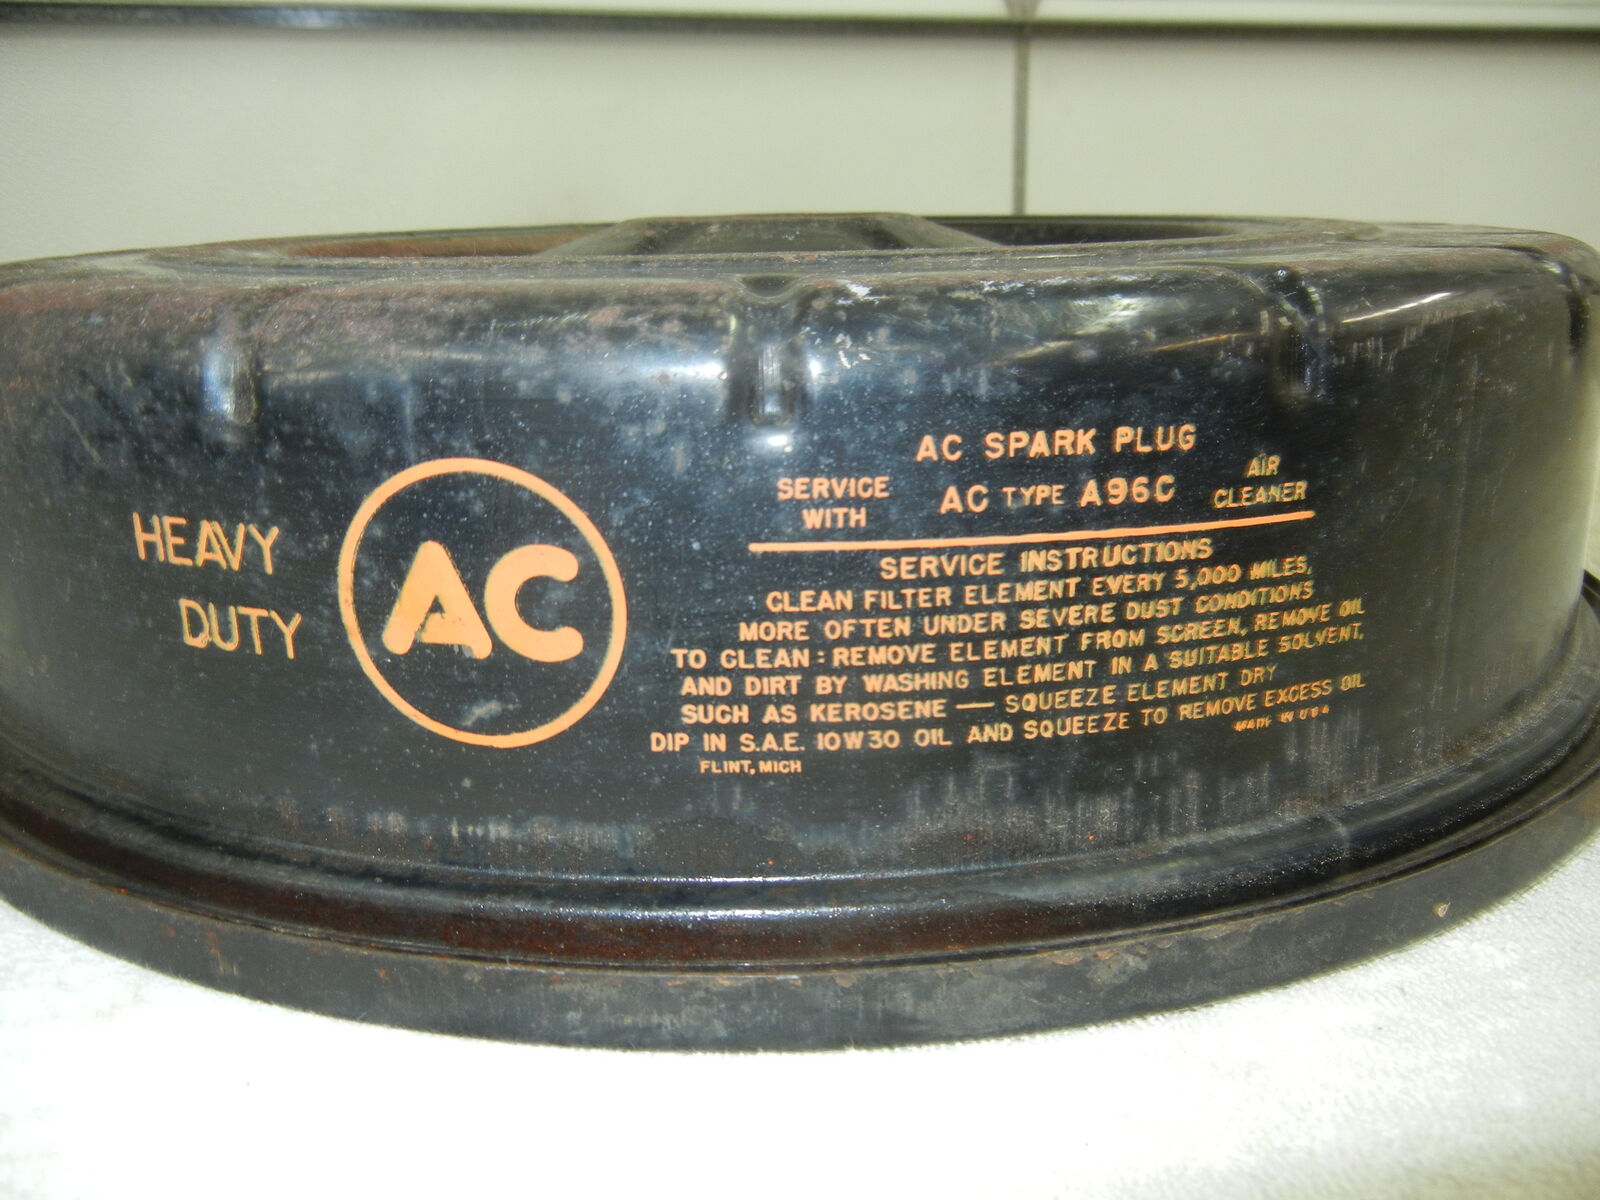 HEAVY
DUTY
AC
AC SPARK PLUG
SERVICE WITH AC TYPE A96C AIR CLEANER
SERVICE INSTRUCTIONS
CLEAN FILTER ELEMENT EVERY 5,000 MILES,
MORE OFTEN UNDER SEVERE DUST CONDITIONS
TO CLEAN: REMOVE ELEMENT FROM SCREEN, REMOVE OIL
AND DIRT BY WASHING ELEMENT IN A SUITABLE SOLVENT,
SUCH AS KEROSENE — SQUEEZE ELEMENT DRY
DIP IN S.A.E. 10W30 OIL AND SQUEEZE TO REMOVE EXCESS OIL
FLINT, MICH MADE IN U S A